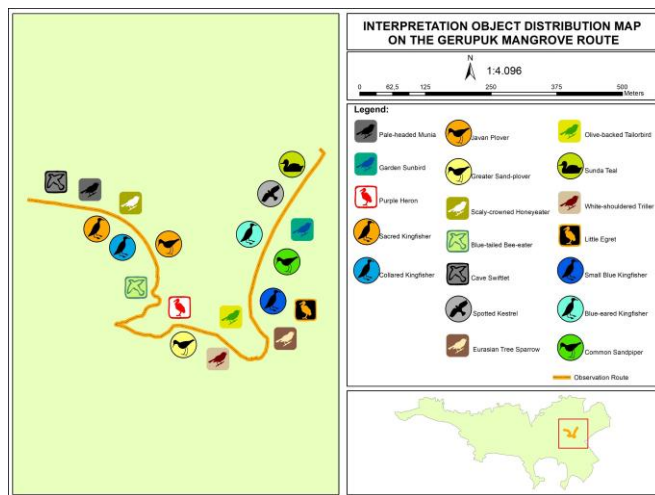 INTERPRETATION OBJECT DISTRIBUTION MAP
ON THE GERUPUK MANGROVE ROUTE
N
1:4.096
0 62,5 125 250 375 500
Meters
Legend:
Pale-headed Munia
Javan Plover
Olive-backed Tailorbird
Garden Sunbird
Greater Sand-plover
Sunda Teal
Purple Heron
Scaly-crowned Honeyeater
White-shouldered Triller
Sacred Kingfisher
Blue-tailed Bee-eater
Little Egret
Collared Kingfisher
Cave Swiftlet
Small Blue Kingfisher
Spotted Kestrel
Blue-eared Kingfisher
Eurasian Tree Sparrow
Common Sandpiper
Observation Route